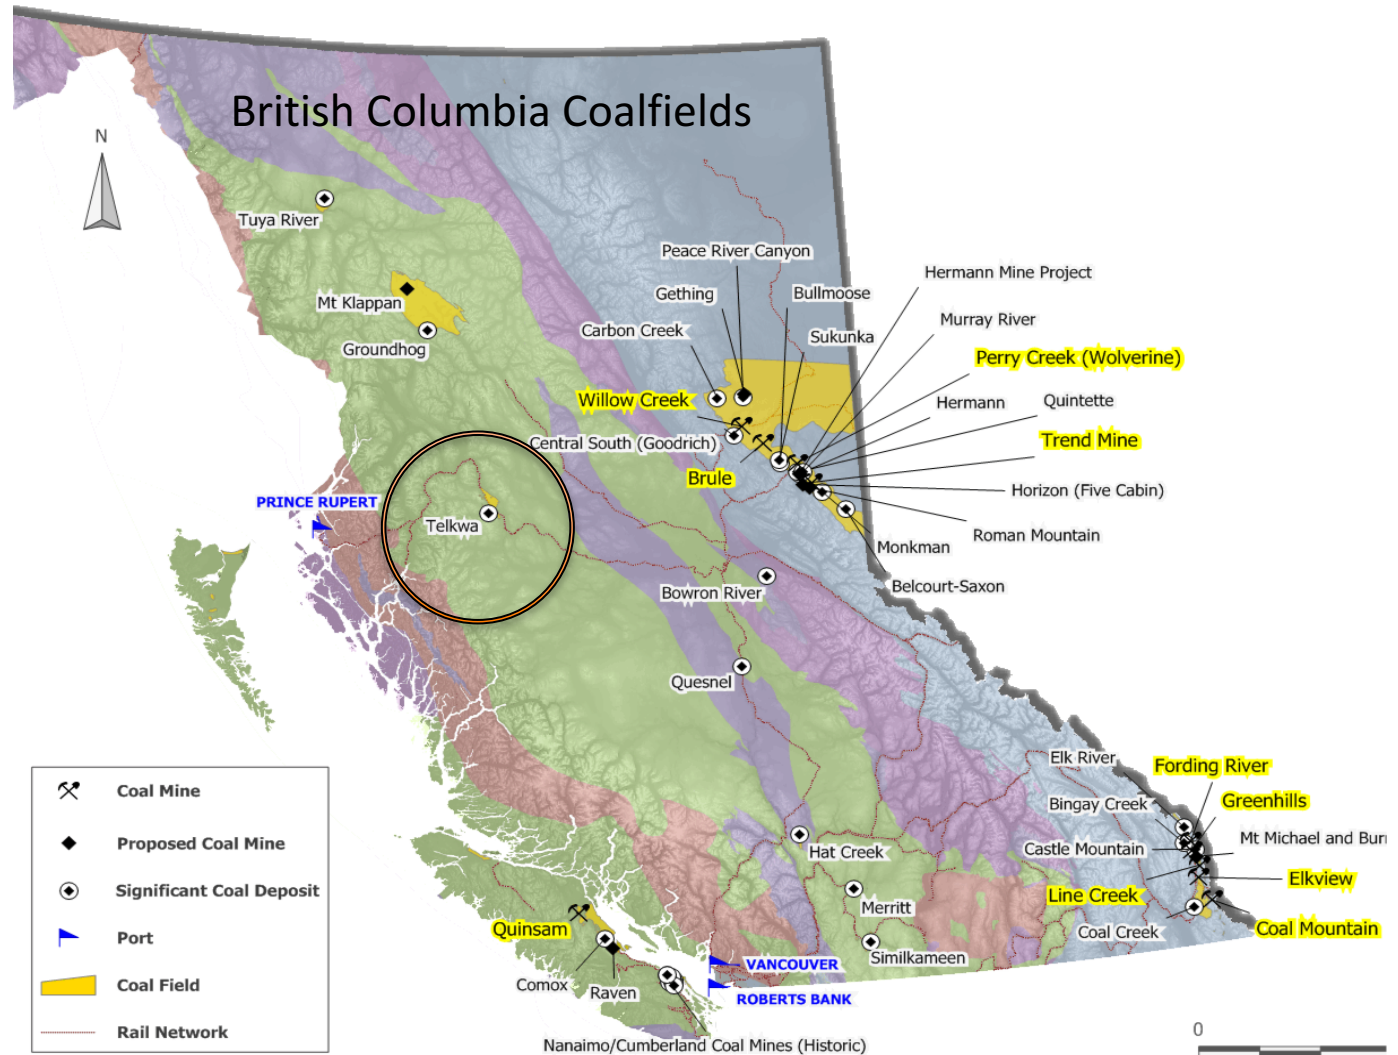 British Columbia Coalfields
N
Tuya River
Mt Klappan
Groundhog
Peace River Canyon
Gething
Bullmoose
Carbon Creek
Sukunka
Hermann Mine Project
Murray River
Perry Creek (Wolverine)
Willow Creek
Hermann
Quintette
Central South (Goodrich)
Trend Mine
Brule
Horizon (Five Cabin)
PRINCE RUPERT
Telkwa
Roman Mountain
Monkman
Belcourt-Saxon
Bowron River
Quesnel
Elk River
Fording River
Bingay Creek
Greenhills
Hat Creek
Castle Mountain
Mt Michael and Burn
Elkview
Line Creek
Merritt
Quinsam
Coal Creek
Coal Mountain
Similkameen
VANCOUVER
Comox
Raven
ROBERTS BANK
Nanaimo/Cumberland Coal Mines (Historic)
Coal Mine
Proposed Coal Mine
Significant Coal Deposit
Port
Coal Field
Rail Network
0